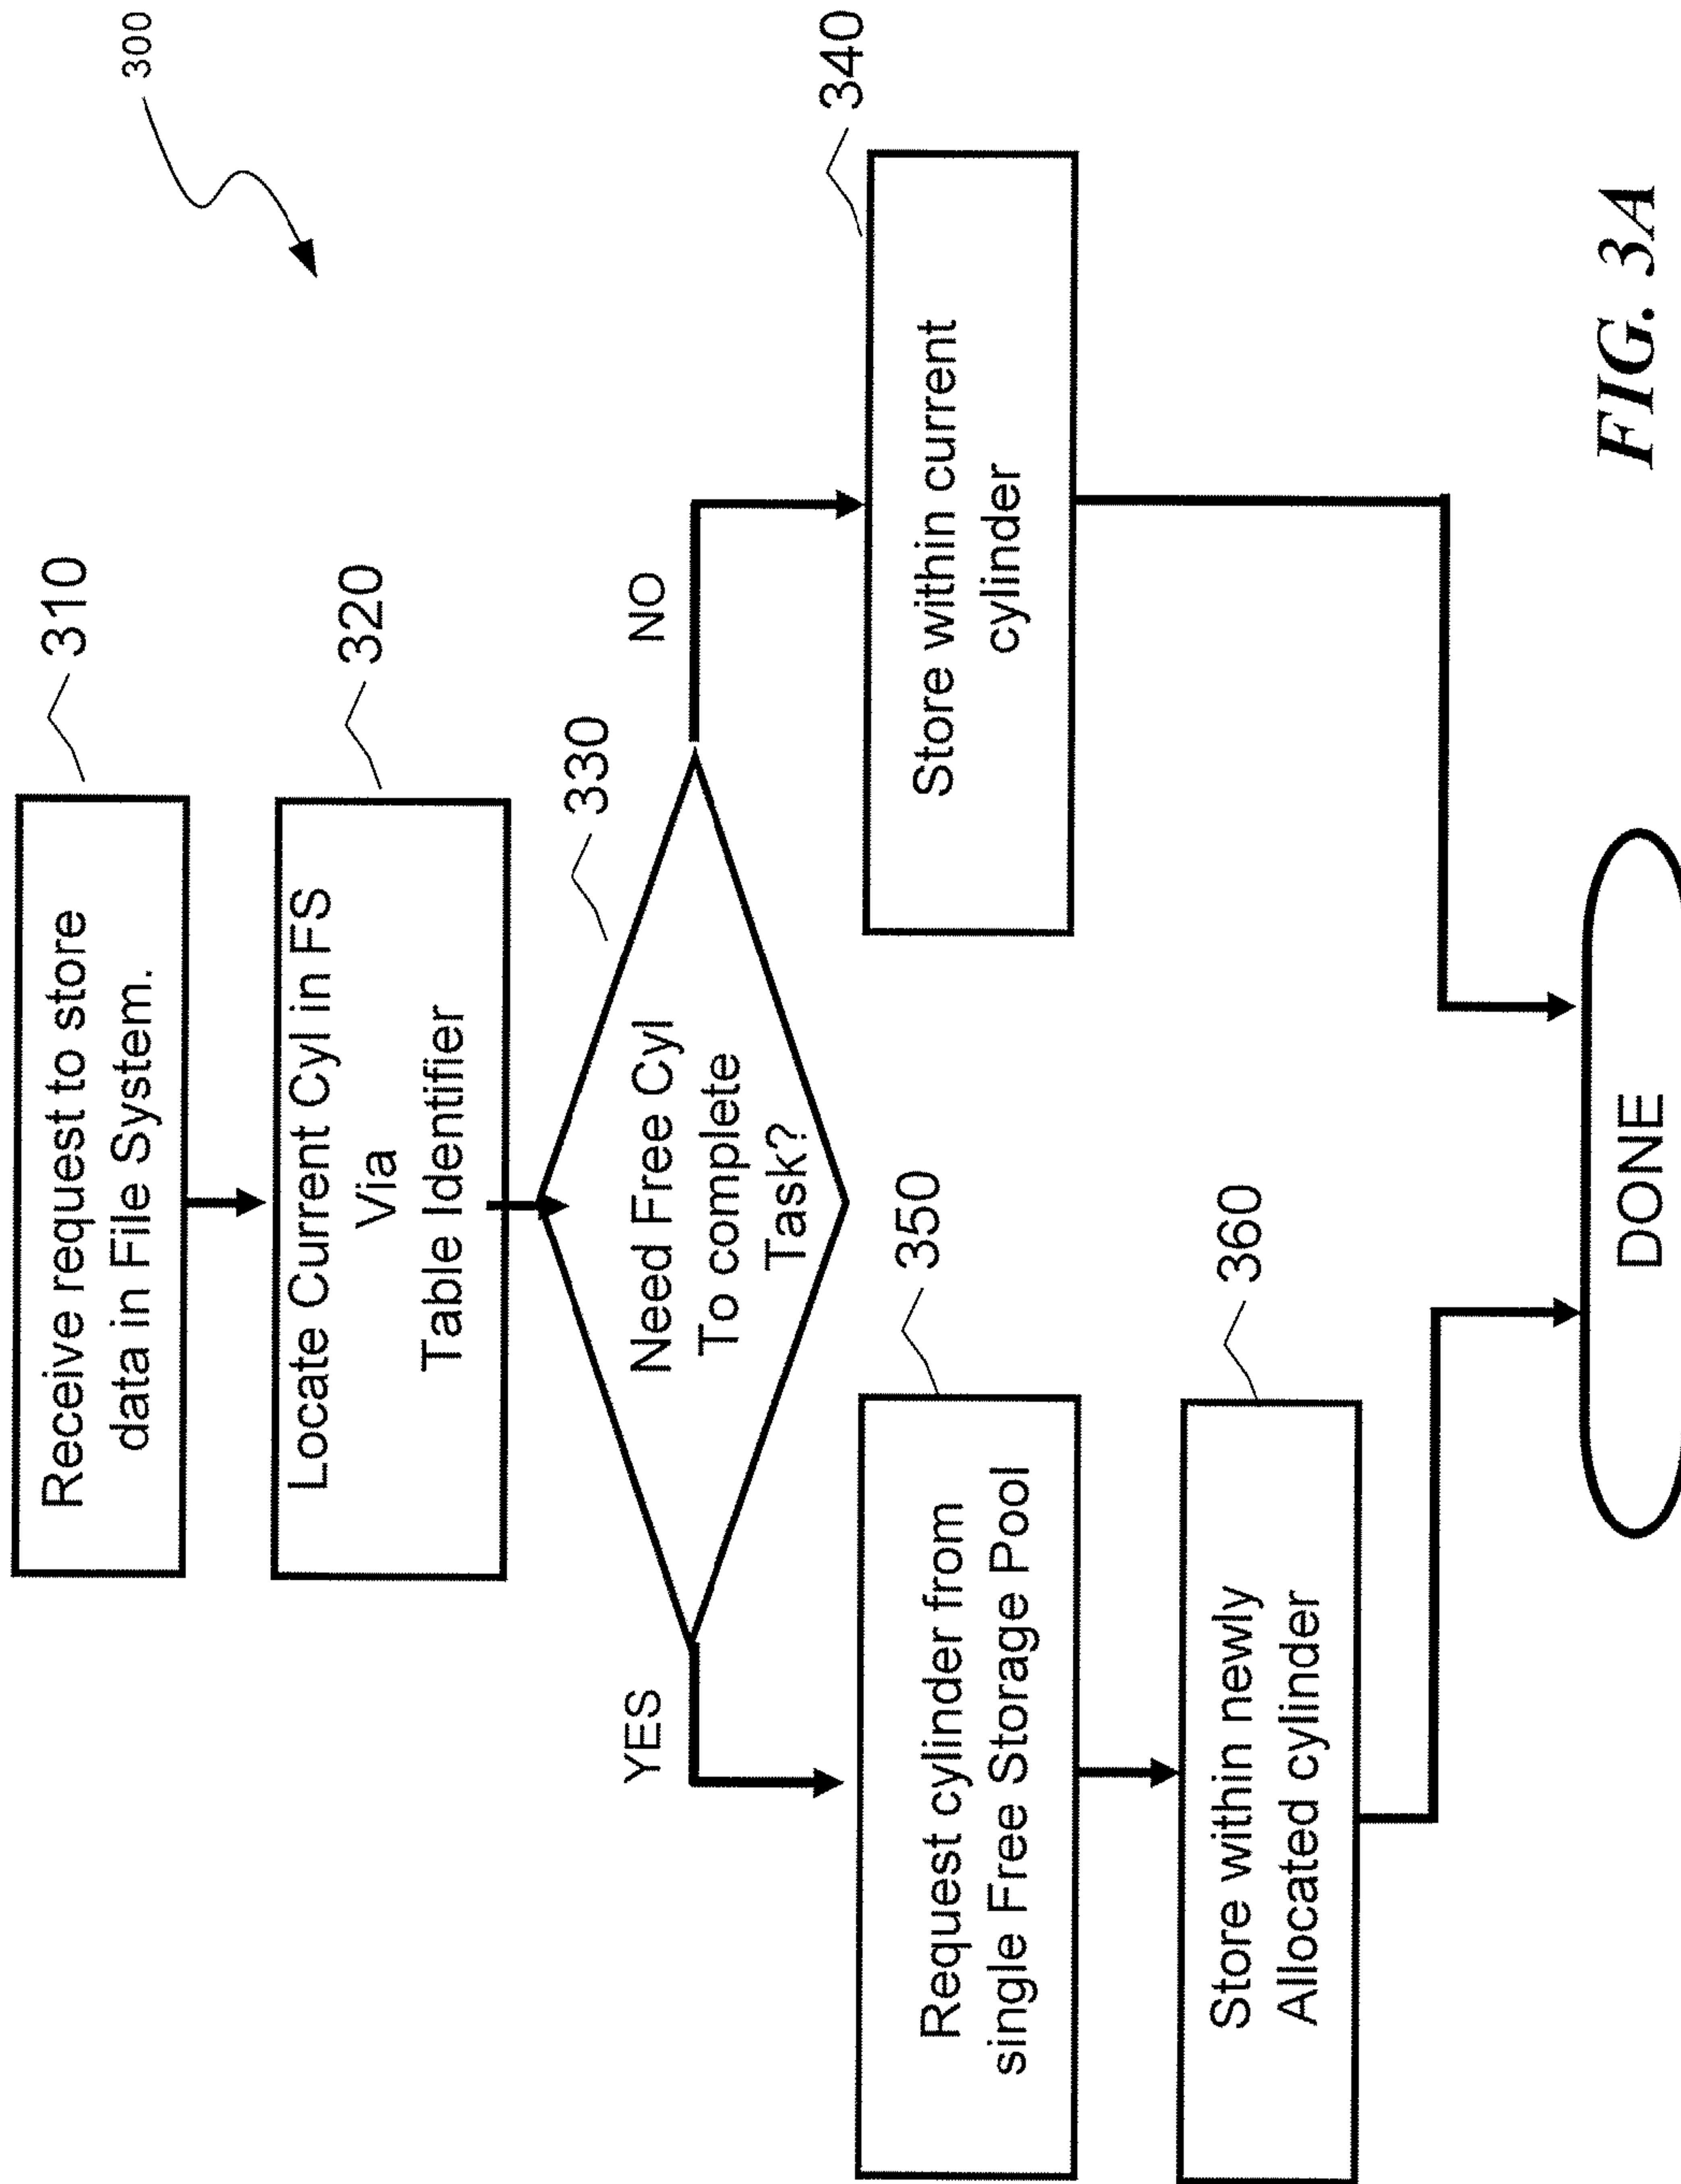 300
Receive request to store
data in File System.
310
Locate Current Cyl in FS
Via
Table Identifier
320
330
Need Free Cyl
To complete
Task?
YES
NO
340
Store within current
cylinder
350
Request cylinder from
single Free Storage Pool
360
Store within newly
Allocated cylinder
DONE
FIG. 3A